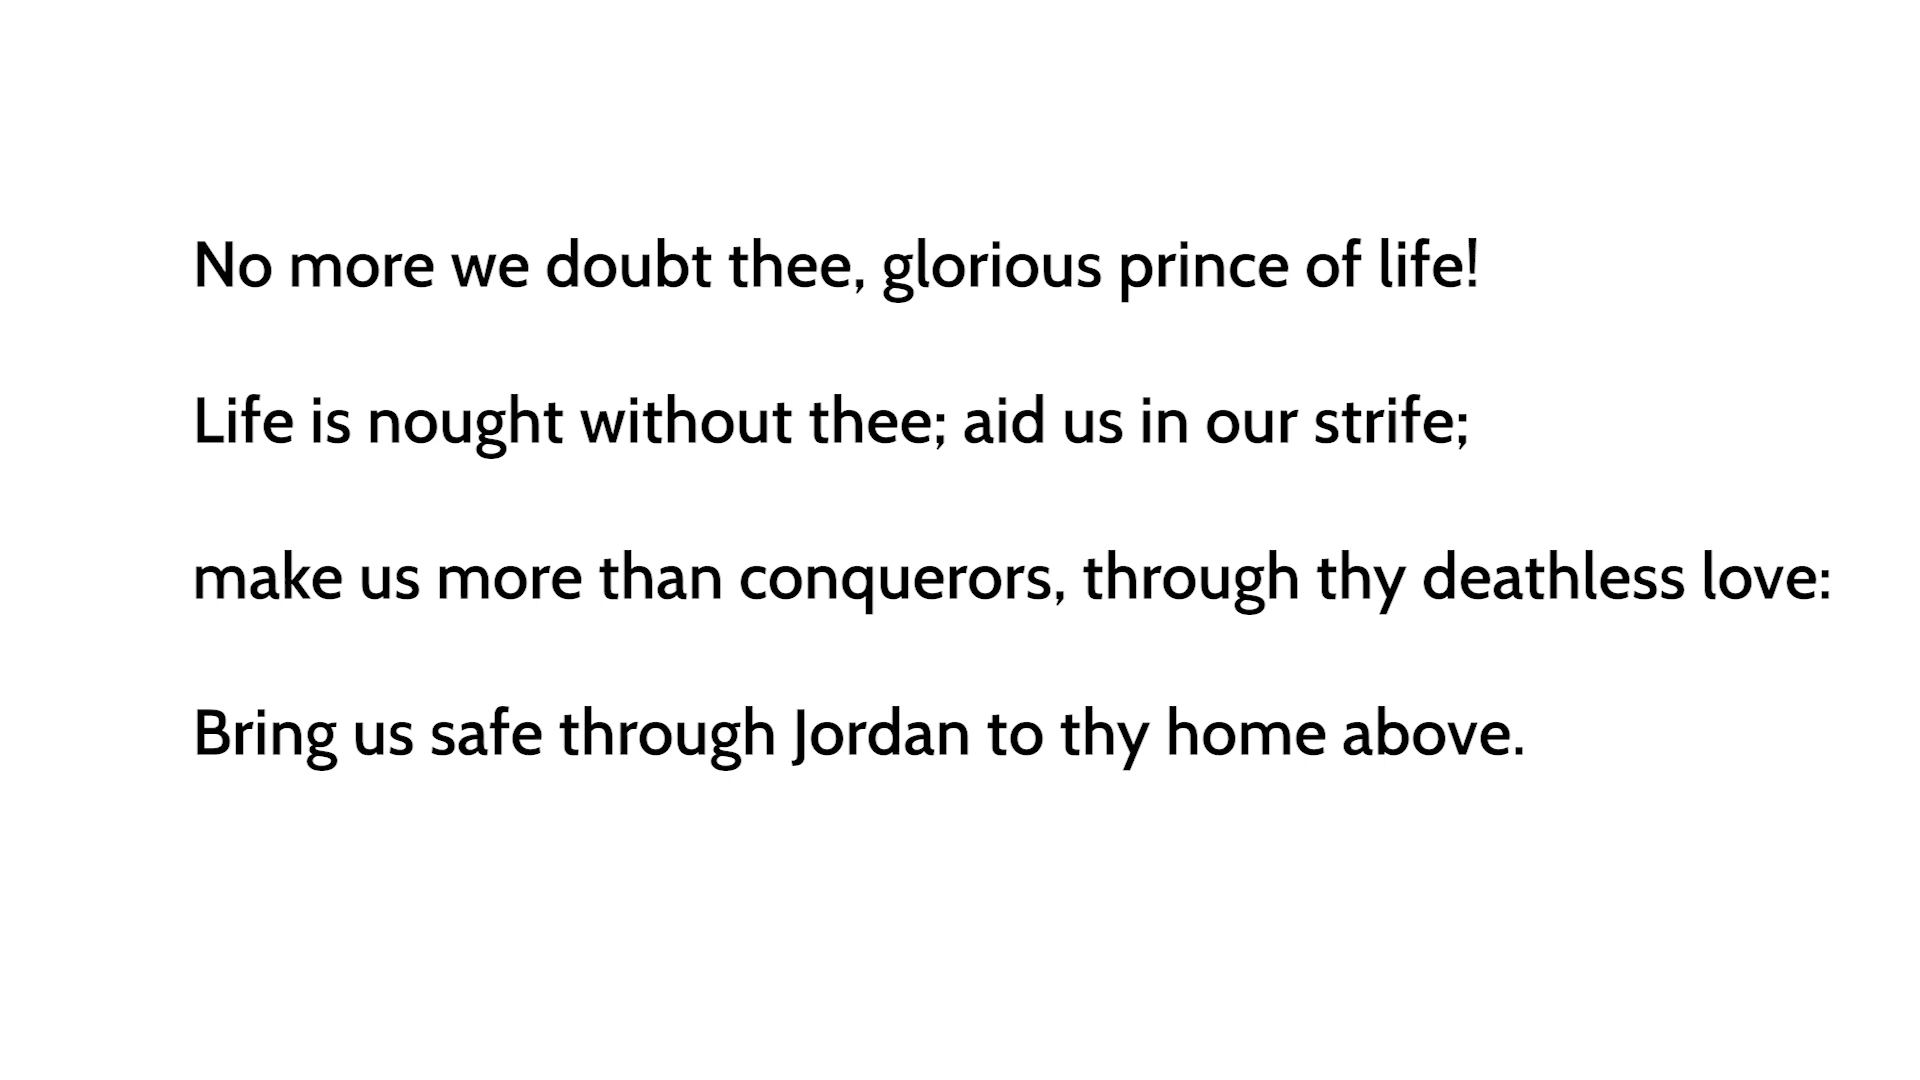 No more we doubt thee, glorious prince of life!
Life is nought without thee; aid us in our strife;
make us more than conquerors, through thy deathless love:
Bring us safe through Jordan to thy home above.